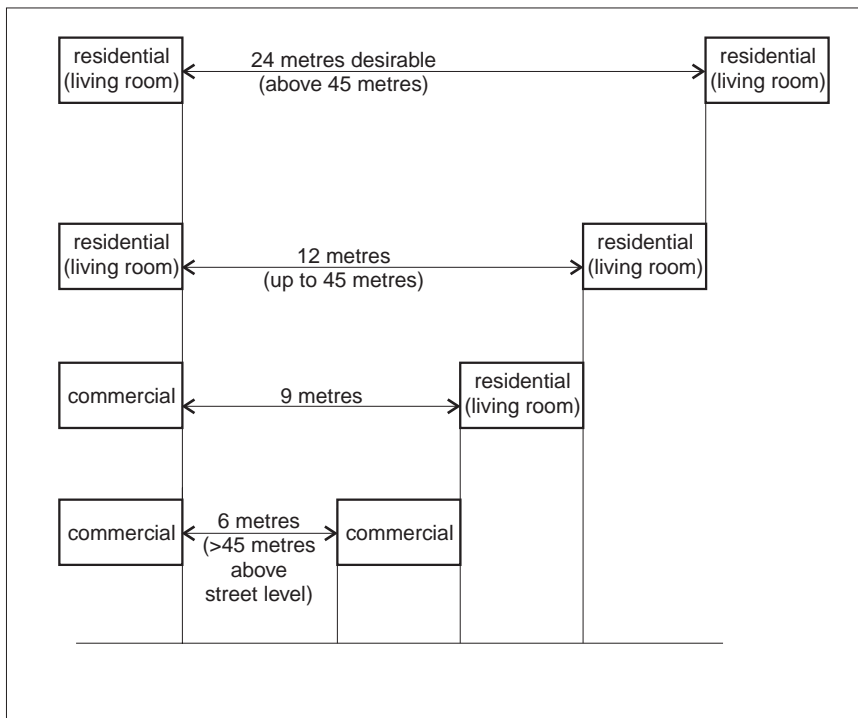 residential
(living room)
24 metres desirable
(above 45 metres)
residential
(living room)
residential
(living room)
12 metres
(up to 45 metres)
residential
(living room)
commercial
9 metres
residential
(living room)
commercial
6 metres
(>45 metres
above
street level)
commercial